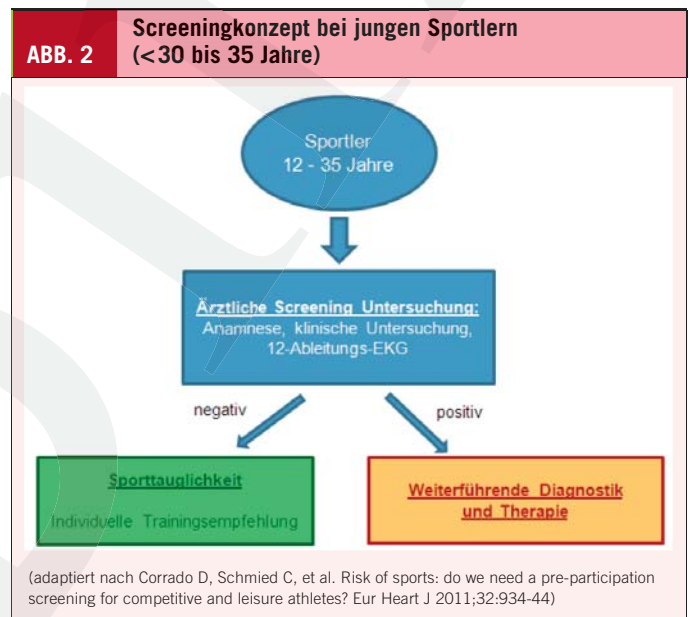 ABB. 2
Screeningkonzept bei jungen Sportlern
(<30 bis 35 Jahre)
Sportler
12 - 35 Jahre
Ärztliche Screening Untersuchung:
Anamnese, klinische Untersuchung,
12-Ableitungs-EKG
negativ
positiv
Sporttauglichkeit
Individuelle Trainingsempfehlung
Weiterführende Diagnostik
und Therapie
(adaptiert nach Corrado D, Schmied C, et al. Risk of sports: do we need a pre-participation
screening for competitive and leisure athletes? Eur Heart J 2011;32:934-44)